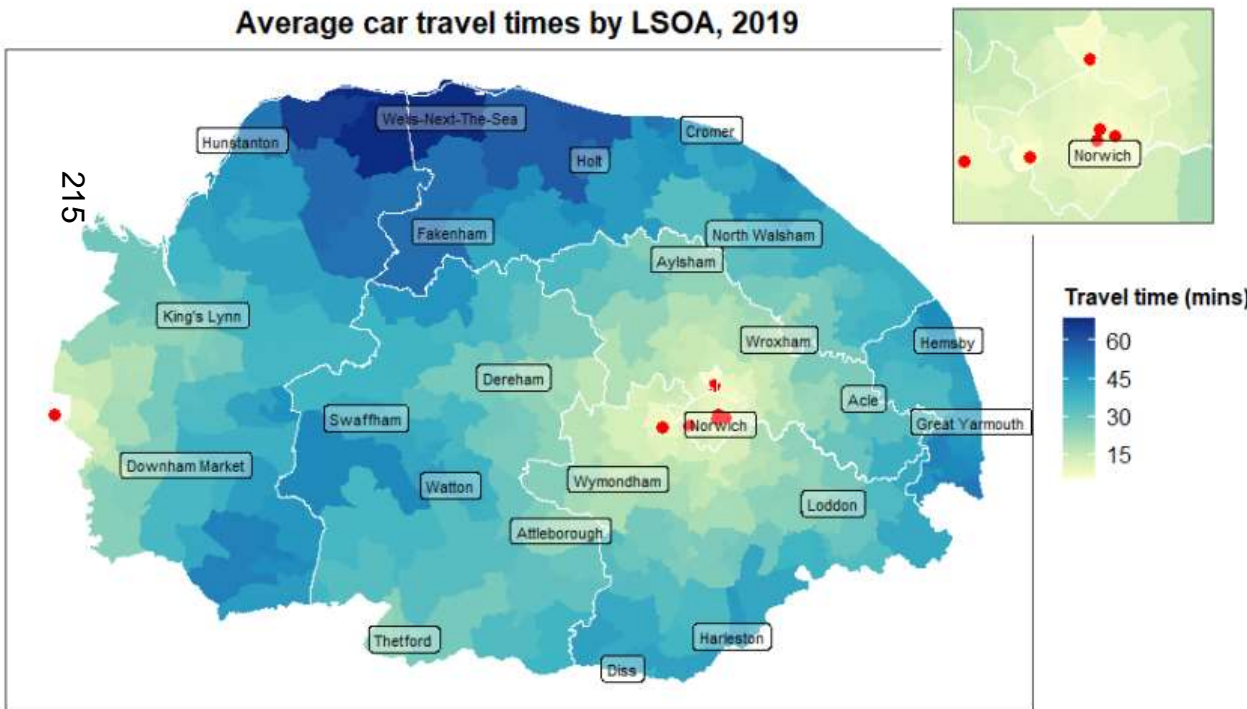 Average car travel times by LSOA, 2019
Norwich
215
Wells-Next-The-Sea
Hunstanton
Cromer
Holt
Fakenham
North Walsham
Aylsham
King's Lynn
Wroxham
Hemsby
Dereham
Acle
Swaffham
Norwich
Great Yarmouth
Downham Market
Wymondham
Watton
Loddon
Attleborough
Thetford
Harleston
Diss
Travel time (mins)
60
45
30
15